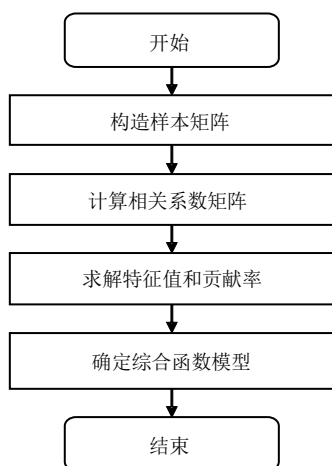 开始
构造样本矩阵
计算相关系数矩阵
求解特征值和贡献率
确定综合函数模型
结束